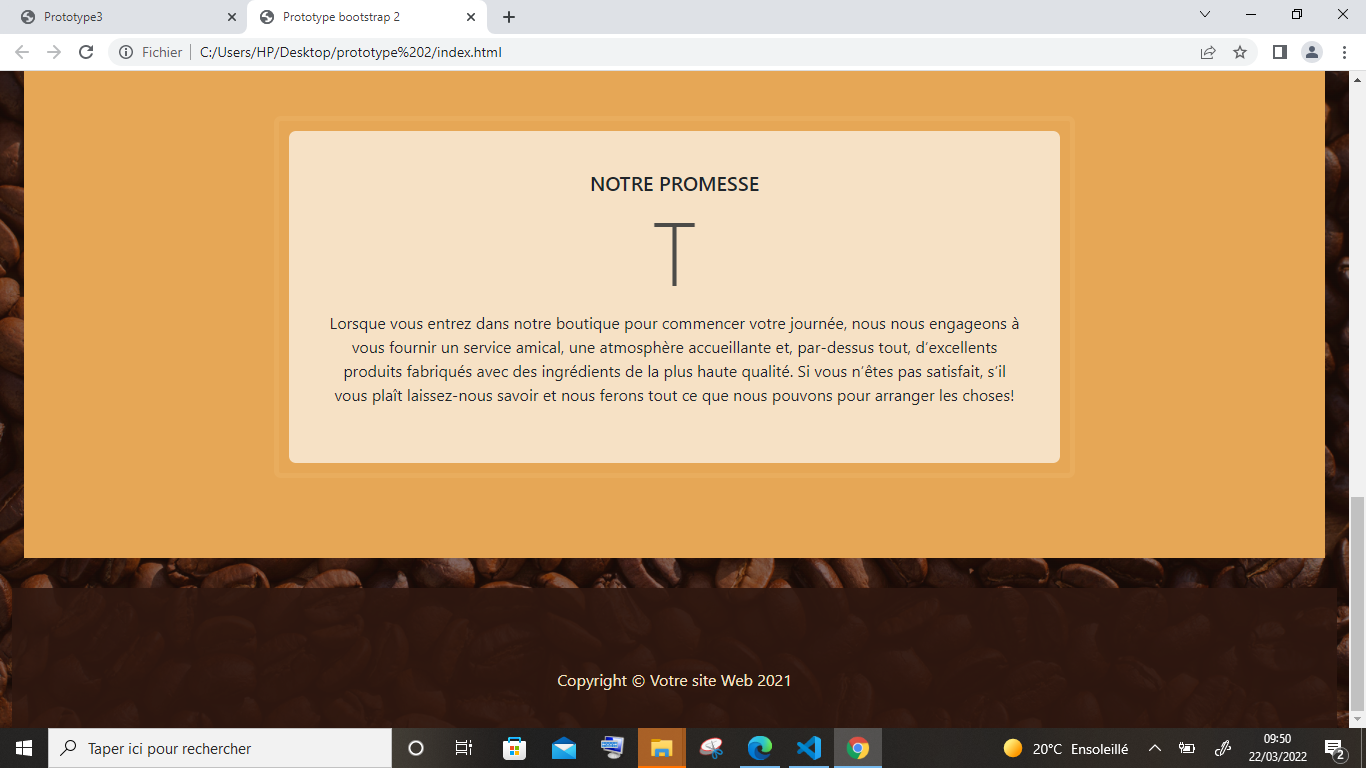 Prototype3
Prototype bootstrap 2
Fichier
C:/Users/HP/Desktop/prototype%202/index.html
NOTRE PROMESSE
T
Lorsque vous entrez dans notre boutique pour commencer votre journée, nous nous engageons à
vous fournir un service amical, une atmosphère accueillante et, par-dessus tout, d’excellents
produits fabriqués avec des ingrédients de la plus haute qualité. Si vous n’êtes pas satisfait, s’il
vous plaît laissez-nous savoir et nous ferons tout ce que nous pouvons pour arranger les choses!
Copyright © Votre site Web 2021
Taper ici pour rechercher
20°C Ensoleillé
09:50
22/03/2022
2